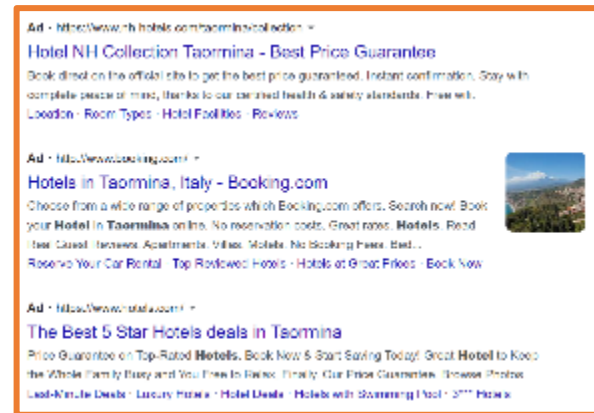 Ad · https://www.nh-hotels.com/taormina/collection
Hotel NH Collection Taormina - Best Price Guarantee
Book direct on the official site to get the best price guaranteed. Instant confirmation. Stay with
complete peace of mind, thanks to our certified health & safety standards. Free wifi.
Location · Room Types · Hotel Facilities · Reviews
Ad · https://www.booking.com/
Hotels in Taormina, Italy - Booking.com
Choose from a wide range of properties which Booking.com offers. Search now! Book
your Hotel in Taormina online. No reservation costs. Great rates. Hotels. Read
Real Guest Reviews. Apartments. Villas. Motels. No Booking Fees. Bed...
Reserve Your Car Rental · Top Reviewed Hotels · Hotels at Great Prices · Book Now
Ad · https://www.hotels.com/
The Best 5 Star Hotels deals in Taormina
Price Guarantee on Top-Rated Hotels. Book Now & Start Saving Today! Great Hotel to Keep
the Whole Family Busy and You Free to Relax. Finally. Our Price Guarantee. Browse Photos
Last-Minute Deals · Luxury Hotels · Hotel Deals · Hotels with Swimming Pool · 3*** Hotels